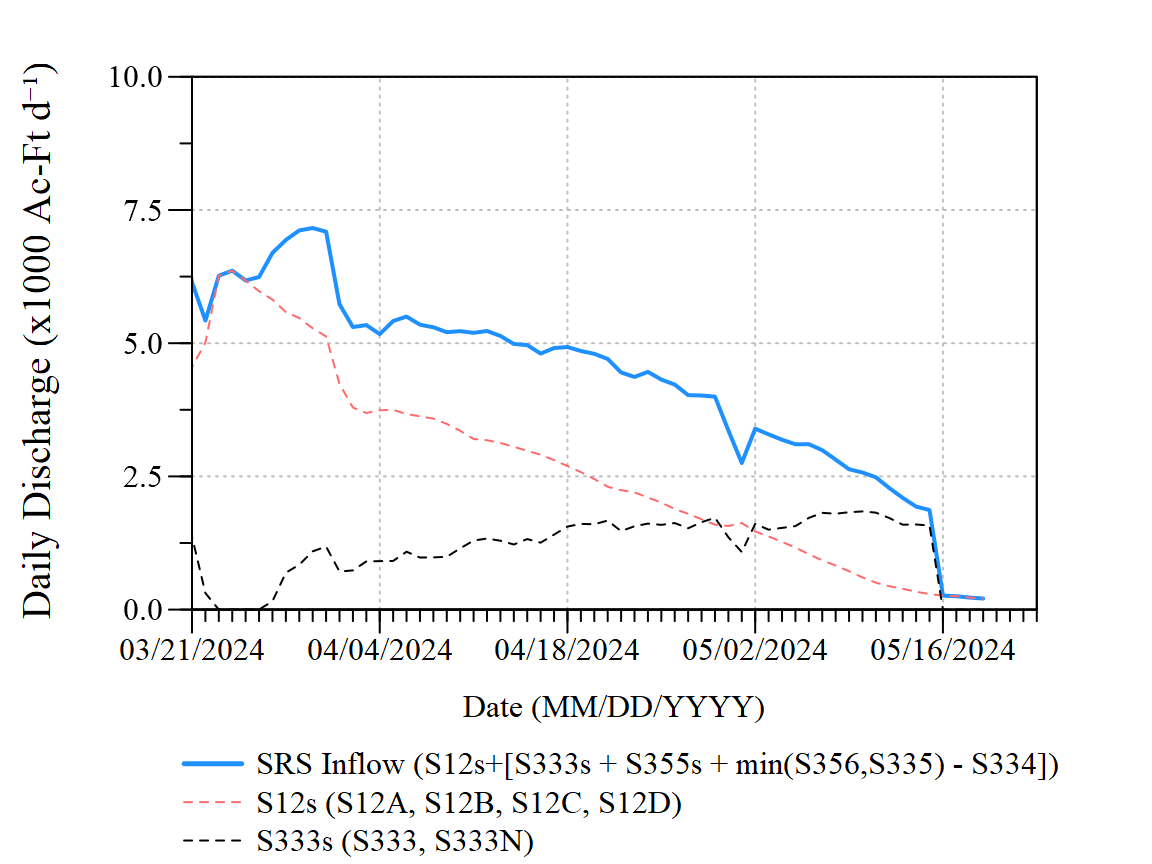 Daily Discharge (x1000 Ac-Ft d⁻¹)
10.0
7.5
5.0
2.5
0.0
03/21/2024 04/04/2024 04/18/2024 05/02/2024 05/16/2024
Date (MM/DD/YYYY)
SRS Inflow (S12s+[S333s + S355s + min(S356,S335) - S334])
S12s (S12A, S12B, S12C, S12D)
S333s (S333, S333N)